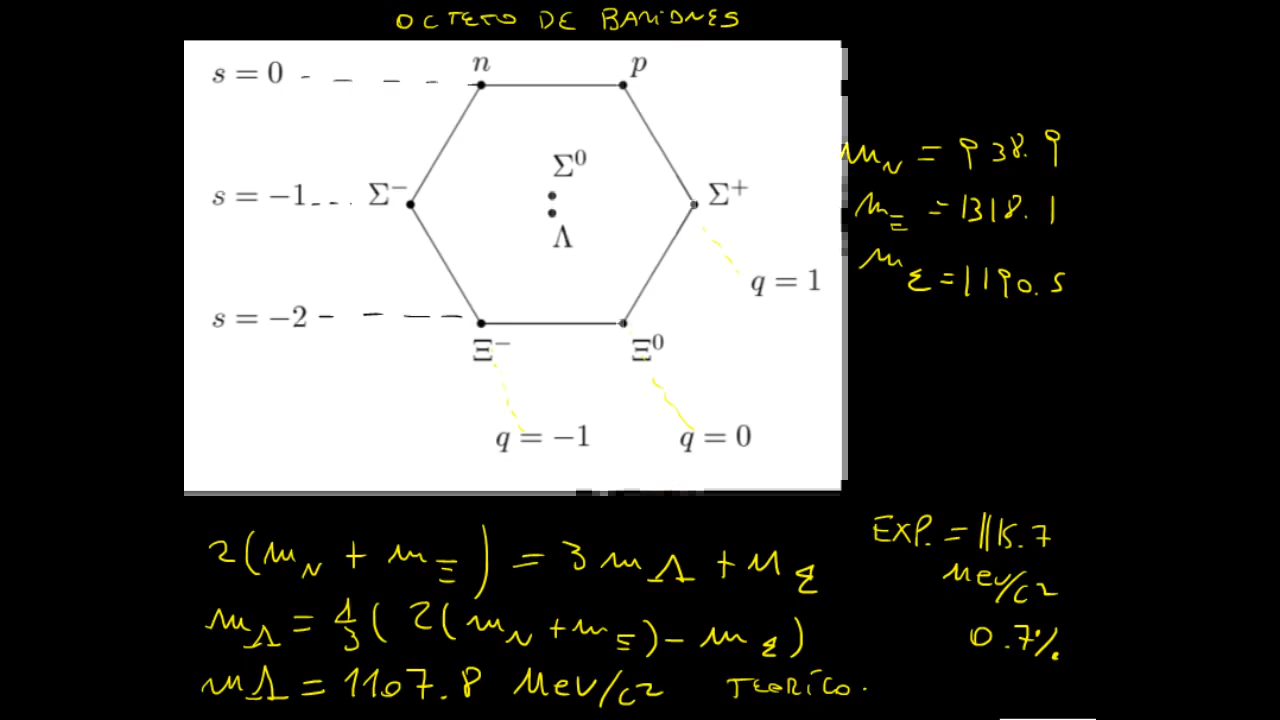 OCTETO DE BARIONES
s = 0
n
p
Σ⁰
s = −1
Σ⁻
Σ⁺
Λ
q = 1
s = −2
Ξ⁻
Ξ⁰
q = −1
q = 0
m_N = 938.9
m_Ξ = 1318.1
m_Σ = 1190.5
2(m_N + m_Ξ) = 3m_Λ + m_Σ
m_Λ = 1/3 (2(m_N + m_Ξ) − m_Σ)
m_Λ = 1107.8 MeV/c2 TEORICO.
EXP. = 1115.7
MeV/c2
0.7%